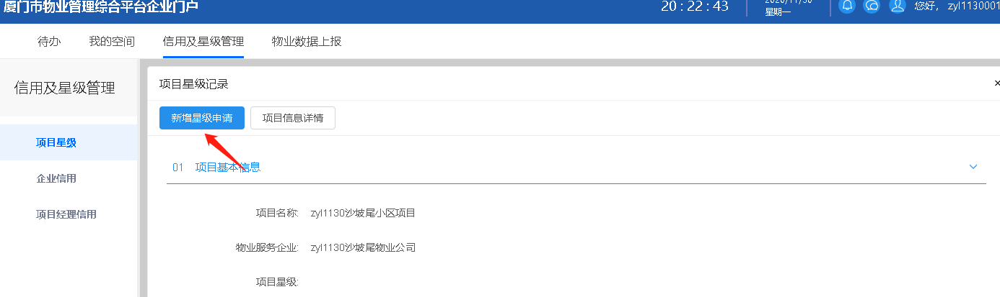 厦门市物业管理综合平台企业门户
20:22:43
2020/11/30
星期一
您好， zyl1130001
待办 我的空间 信用及星级管理 物业数据上报
信用及星级管理
项目星级
企业信用
项目经理信用
项目星级记录
新增星级申请 项目信息详情
01 项目基本信息
项目名称: zyl1130沙坡尾小区项目
物业服务企业: zyl1130沙坡尾物业公司
项目星级: